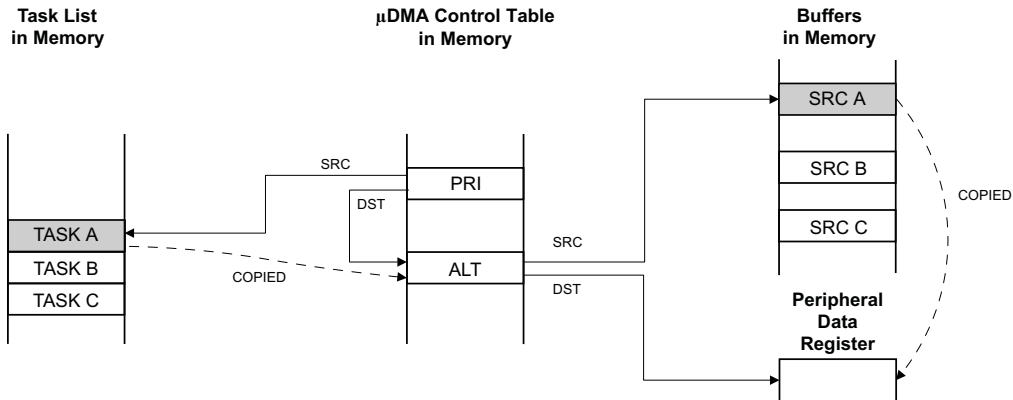 Task List
in Memory
μDMA Control Table
in Memory
Buffers
in Memory
SRC A
SRC
PRI
SRC B
DST
COPIED
SRC C
TASK A
SRC
TASK B
COPIED
ALT
DST
TASK C
Peripheral
Data
Register